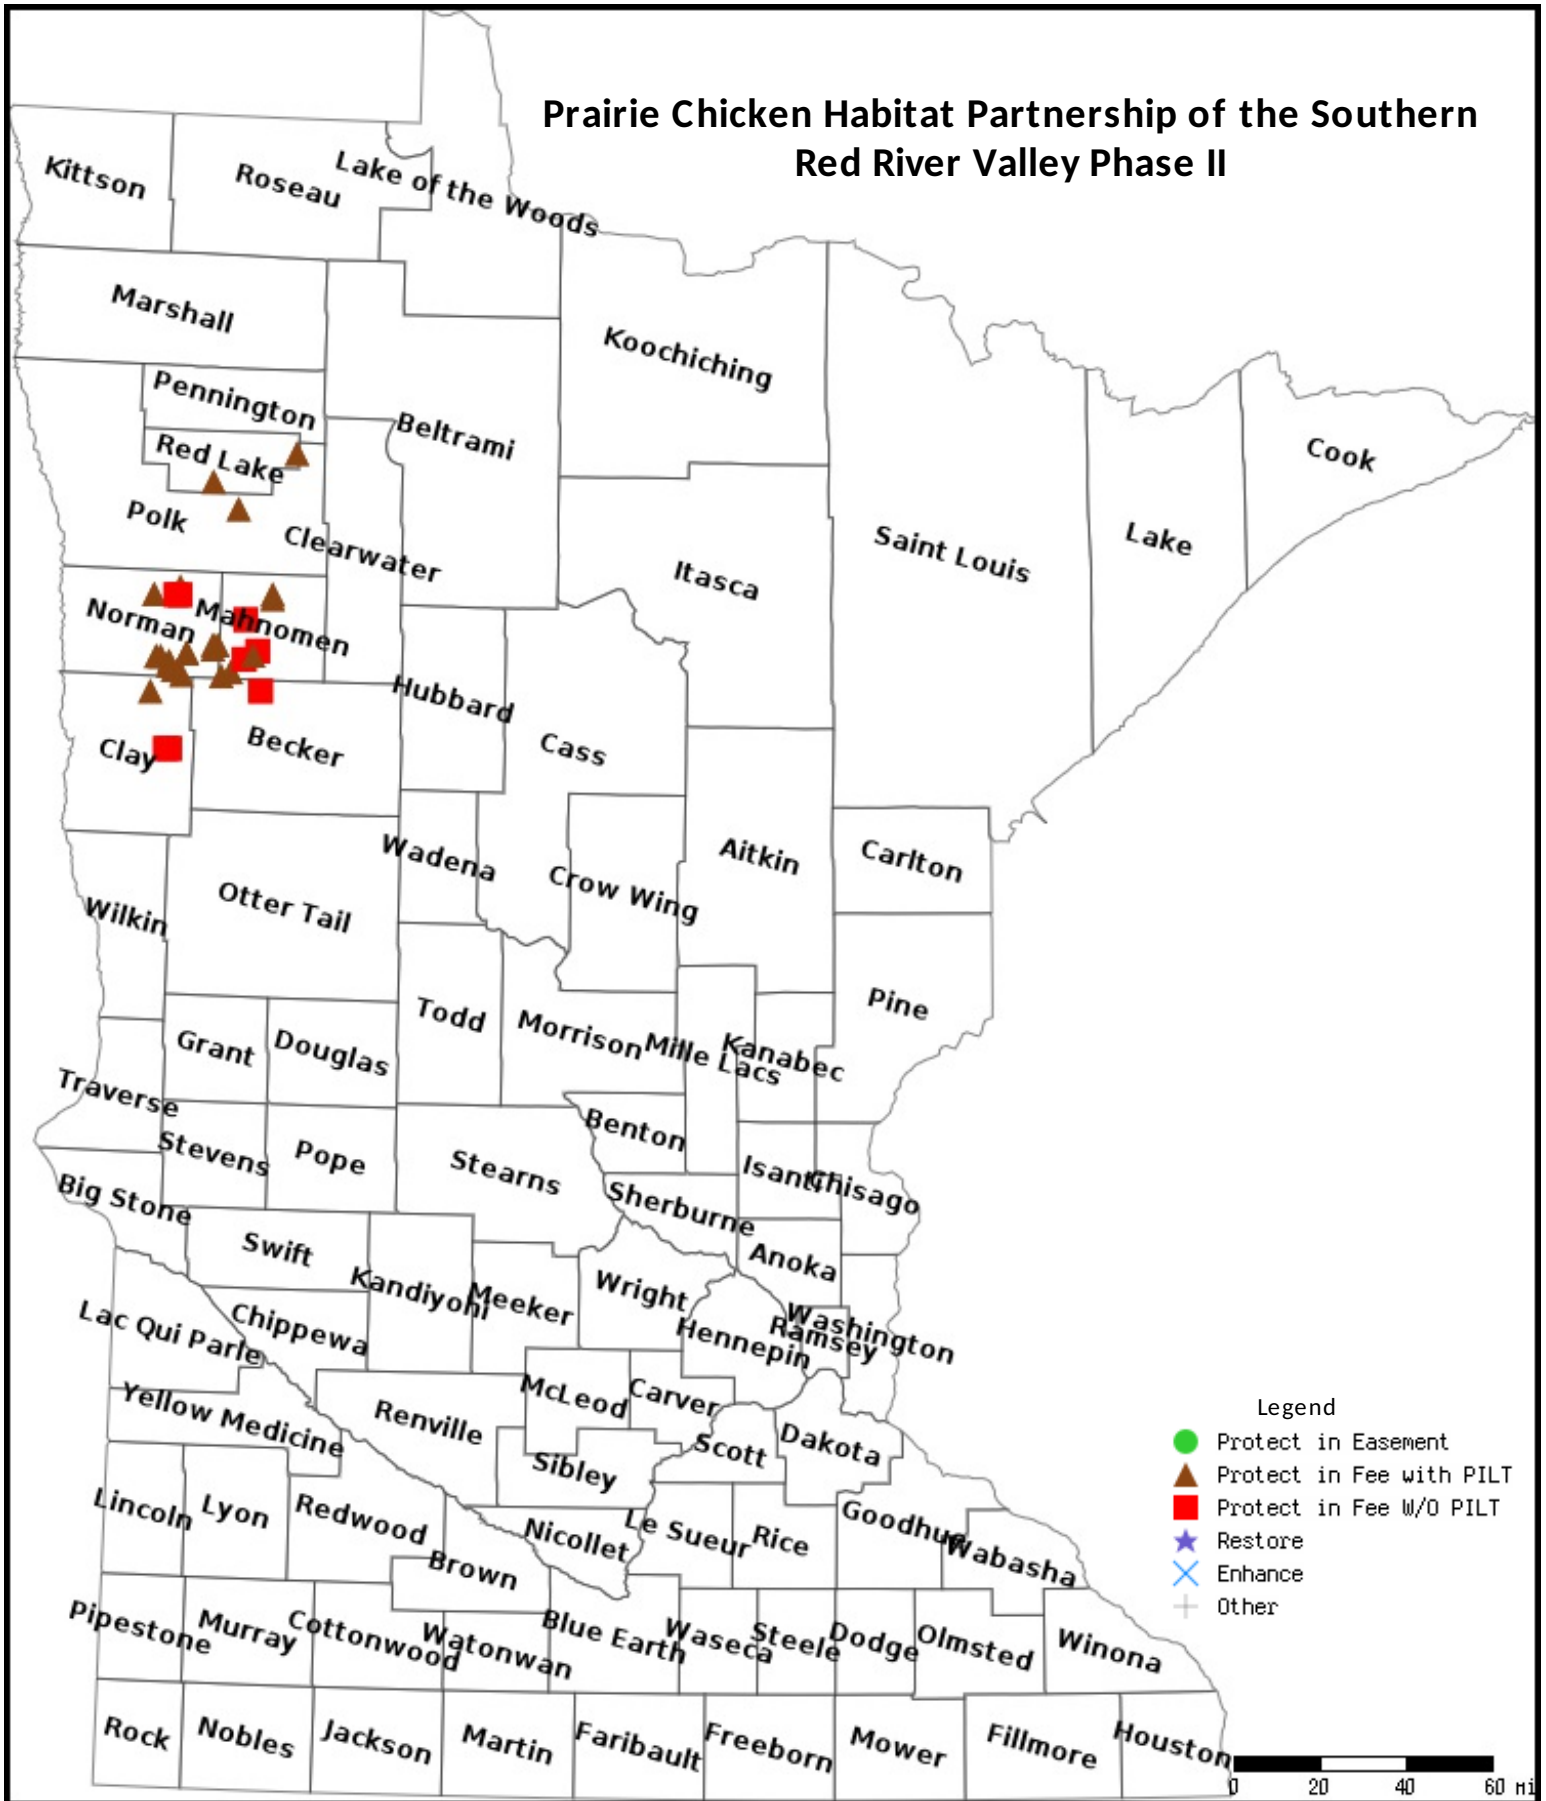 Prairie Chicken Habitat Partnership of the Southern
Red River Valley Phase II
Kittson
Roseau
Lake of the Woods
Marshall
Koochiching
Pennington
Beltrami
Red Lake
Cook
Polk
Clearwater
Itasca
Saint Louis
Lake
Norman
Mahnomen
Hubbard
Clay
Becker
Cass
Wadena
Aitkin
Carlton
Crow Wing
Otter Tail
Wilkin
Pine
Todd
Morrison
Mille Lacs
Kanabec
Grant
Douglas
Traverse
Stevens
Pope
Stearns
Benton
Isanti
Chisago
Big Stone
Sherburne
Swift
Anoka
Kandiyohi
Meeker
Wright
Washington
Ramsey
Hennepin
Lac Qui Parle
Chippewa
McLeod
Carver
Yellow Medicine
Renville
Scott
Dakota
Sibley
Lincoln
Lyon
Redwood
Nicollet
Le Sueur
Rice
Goodhue
Wabasha
Brown
Pipestone
Murray
Cottonwood
Watonwan
Blue Earth
Waseca
Steele
Dodge
Olmsted
Winona
Rock
Nobles
Jackson
Martin
Faribault
Freeborn
Mower
Fillmore
Houston
Legend
Protect in Easement
Protect in Fee with PILT
Protect in Fee W/O PILT
Restore
Enhance
Other
0 20 40 60 mi